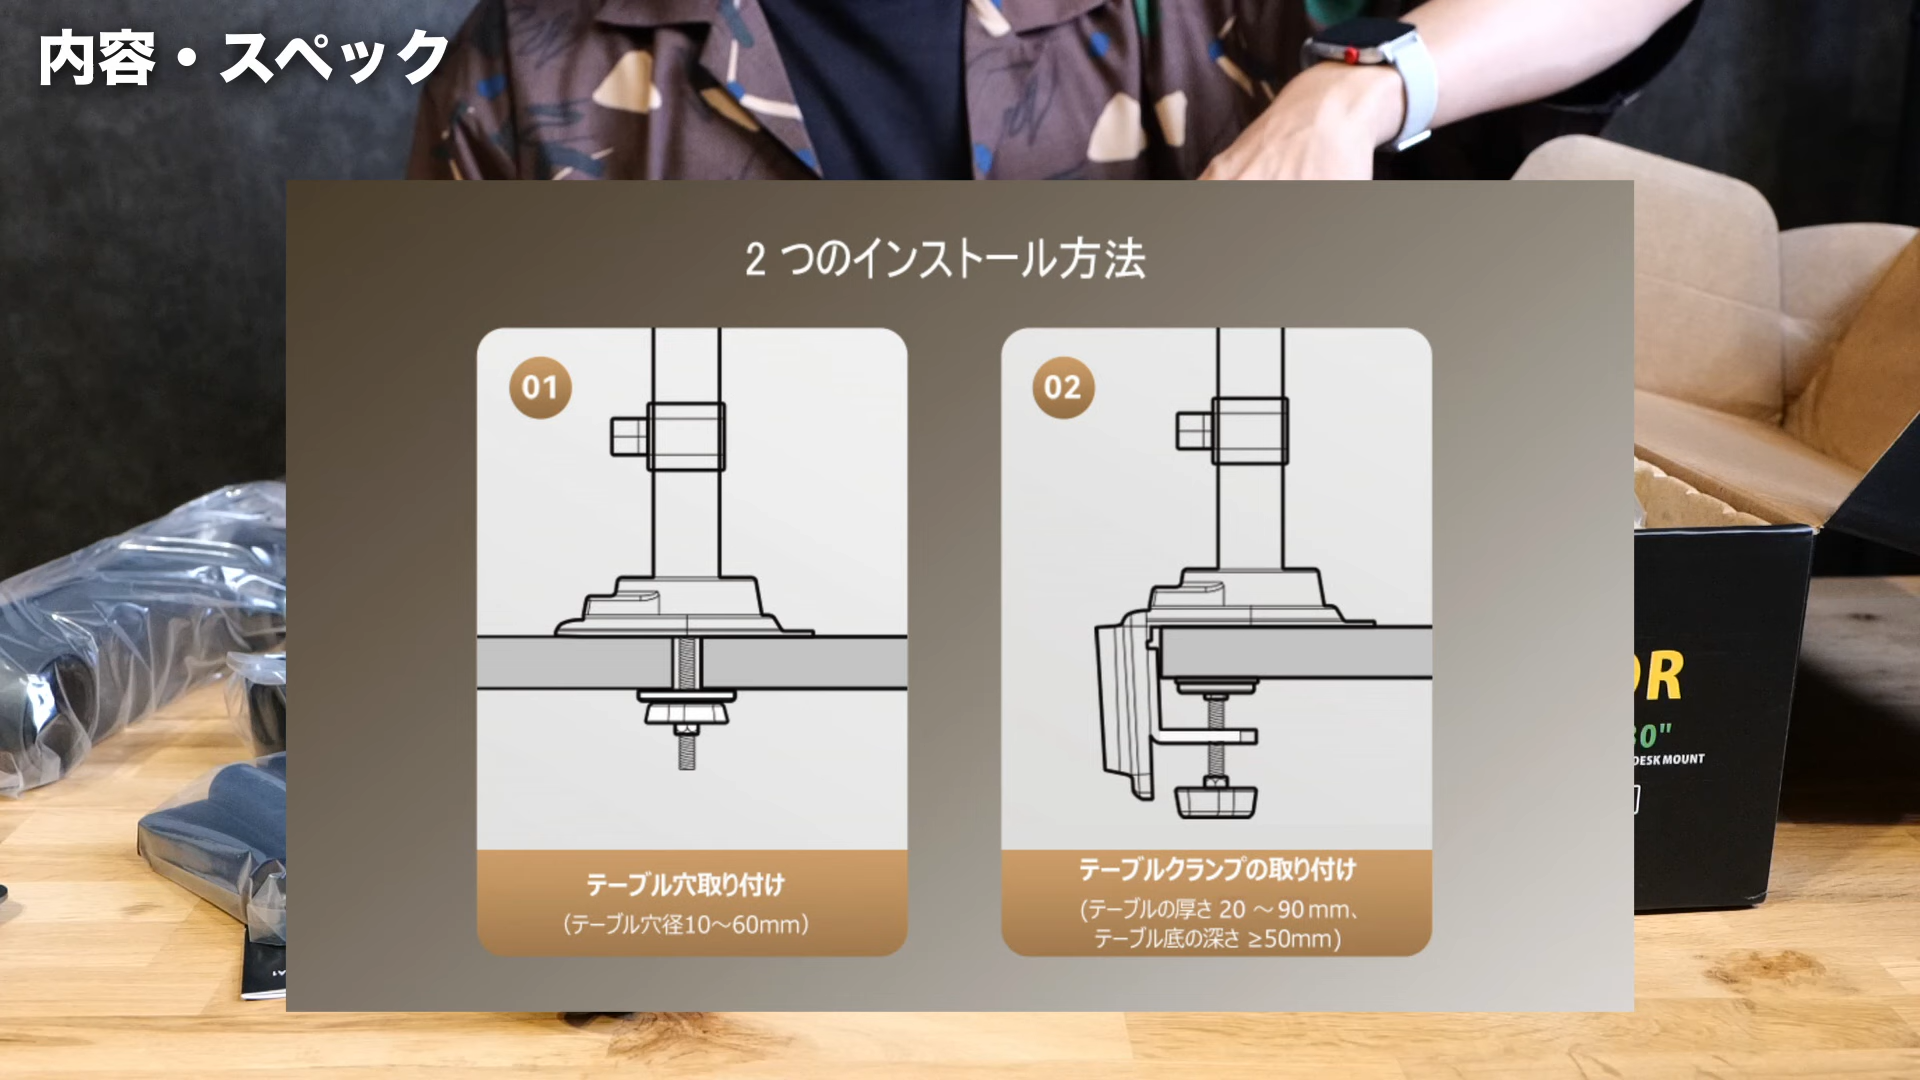 内容・スペック
2 つのインストール方法
01
テーブル穴取り付け
(テーブル穴径10～60mm)
02
テーブルクランプの取り付け
(テーブルの厚さ 20 ～ 90 mm、
テーブル底の深さ ≥50mm)
DESK MOUNT